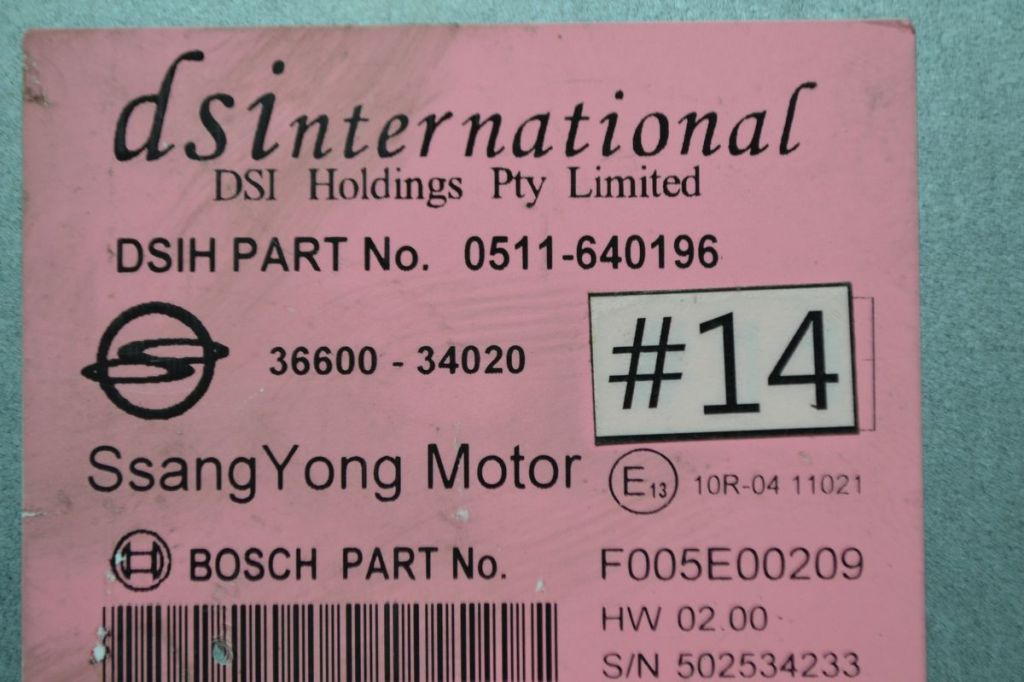 dsinternational
DSI Holdings Pty Limited
DSIH PART No. 0511-640196
36600 - 34020
#14
SsangYong Motor
E13 10R-04 11021
BOSCH PART No. F005E00209
HW 02.00
S/N 502534233